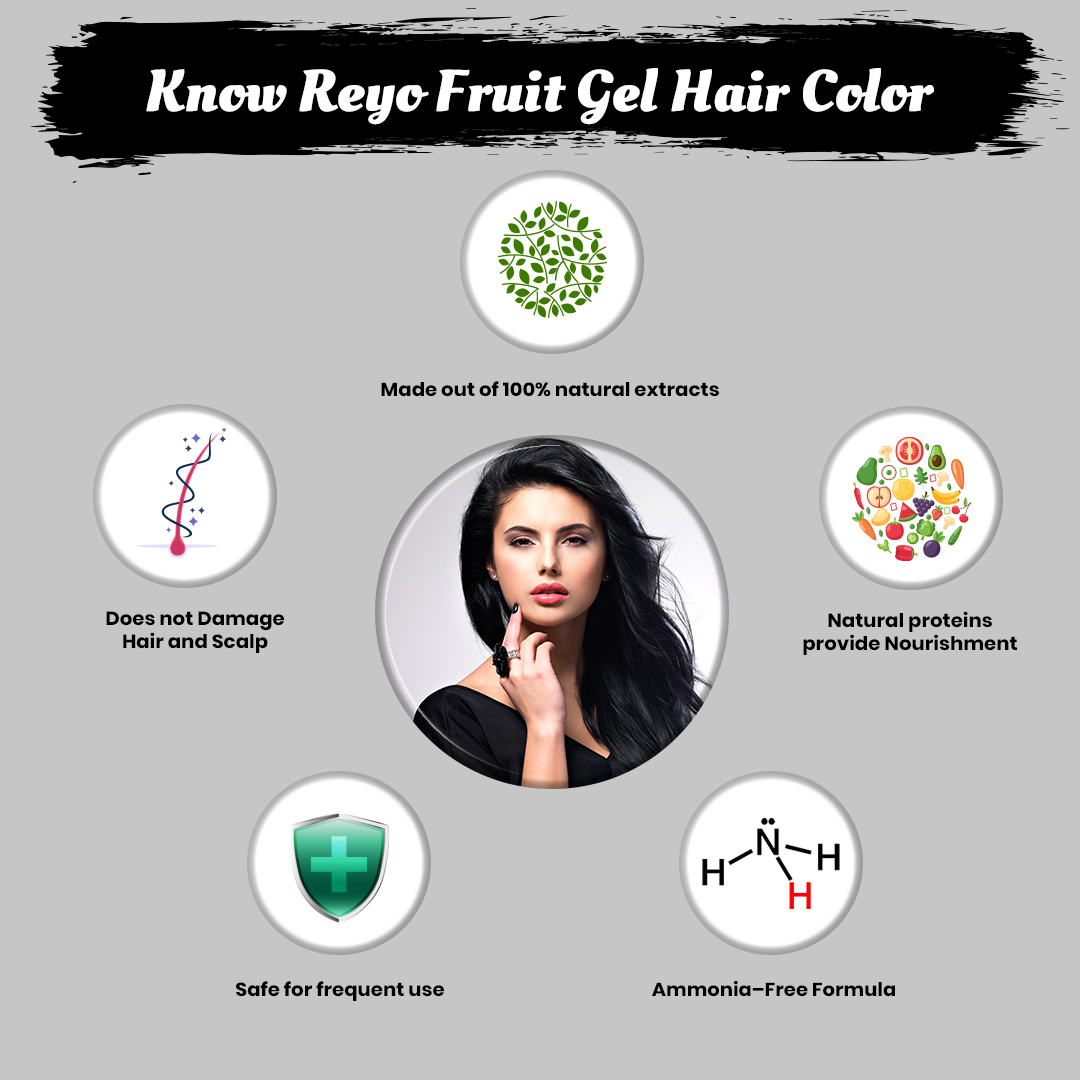 Know Reyo Fruit Gel Hair Color
Made out of 100% natural extracts
Does not Damage
Hair and Scalp
Natural proteins
provide Nourishment
N
H
H
H
Safe for frequent use
Ammonia–Free Formula